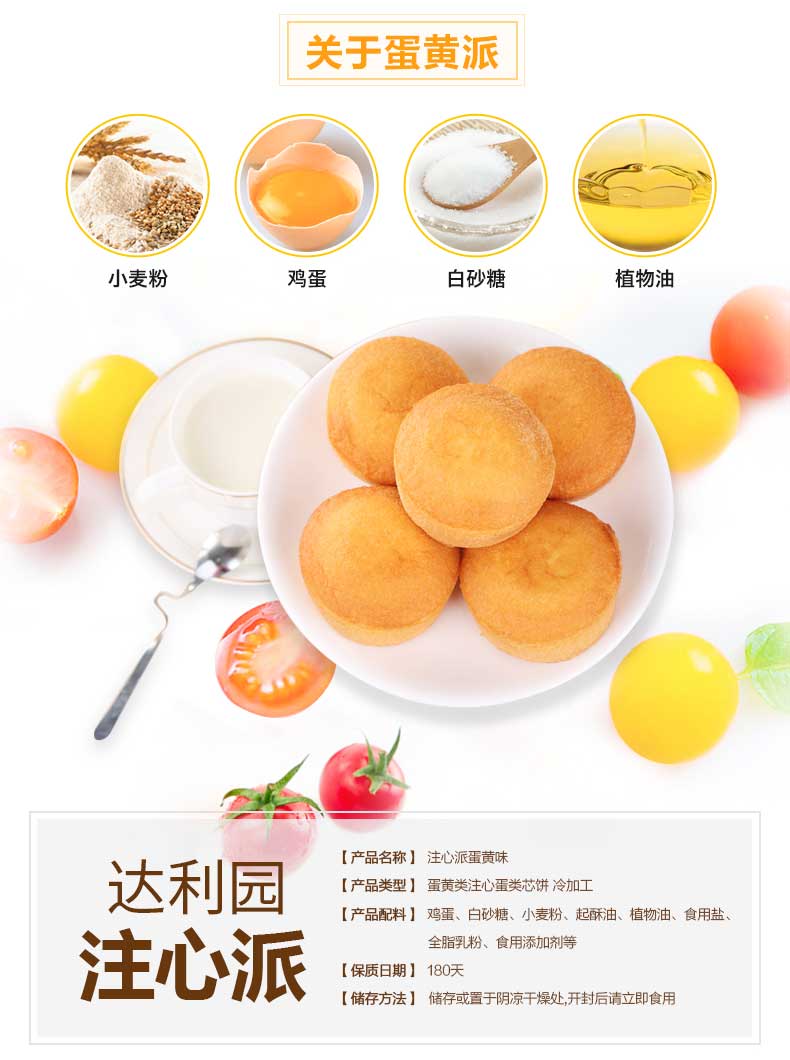 关于蛋黄派
小麦粉
鸡蛋
白砂糖
植物油
达利园
注心派
【产品名称】 注心派蛋黄味
【产品类型】 蛋黄类注心蛋类芯饼 冷加工
【产品配料】 鸡蛋、白砂糖、小麦粉、起酥油、植物油、食用盐、
全脂乳粉、食用添加剂等
【保质日期】 180天
【储存方法】 储存或置于阴凉干燥处,开封后请立即食用